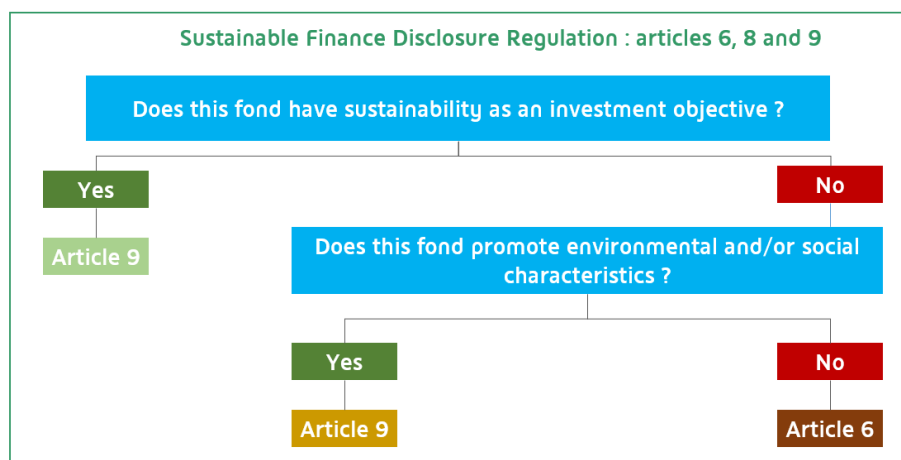 Sustainable Finance Disclosure Regulation : articles 6, 8 and 9
Does this fond have sustainability as an investment objective ?
Yes
No
Article 9
Does this fond promote environmental and/or social
characteristics ?
Yes
No
Article 9
Article 6